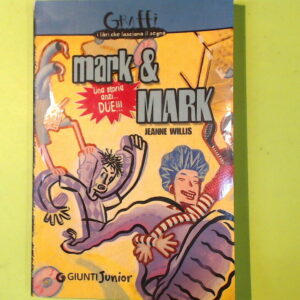 Graffi
i libri che lasciano il segno
mark &
MARK
una storia
anzi...
DUE!!!
JEANNE WILLIS
GIUNTI Junior